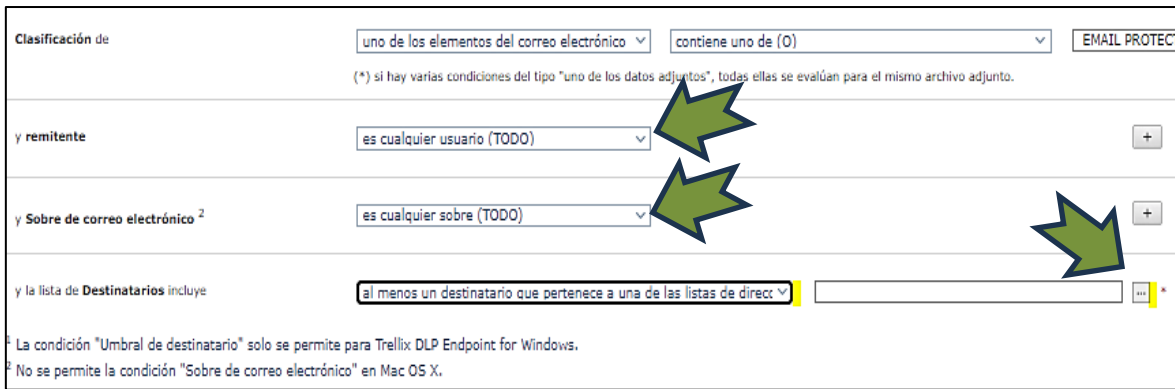 Clasificación de uno de los elementos del correo electrónico contiene uno de (O) EMAIL PROTECT
(*) si hay varias condiciones del tipo "uno de los datos adjuntos", todas ellas se evalúan para el mismo archivo adjunto.
y remitente es cualquier usuario (TODO) +
y Sobre de correo electrónico 2 es cualquier sobre (TODO) +
y la lista de Destinatarios incluye al menos un destinatario que pertenece a una de las listas de direcc ... *
1 La condición "Umbral de destinatario" solo se permite para Trellix DLP Endpoint for Windows.
2 No se permite la condición "Sobre de correo electrónico" en Mac OS X.